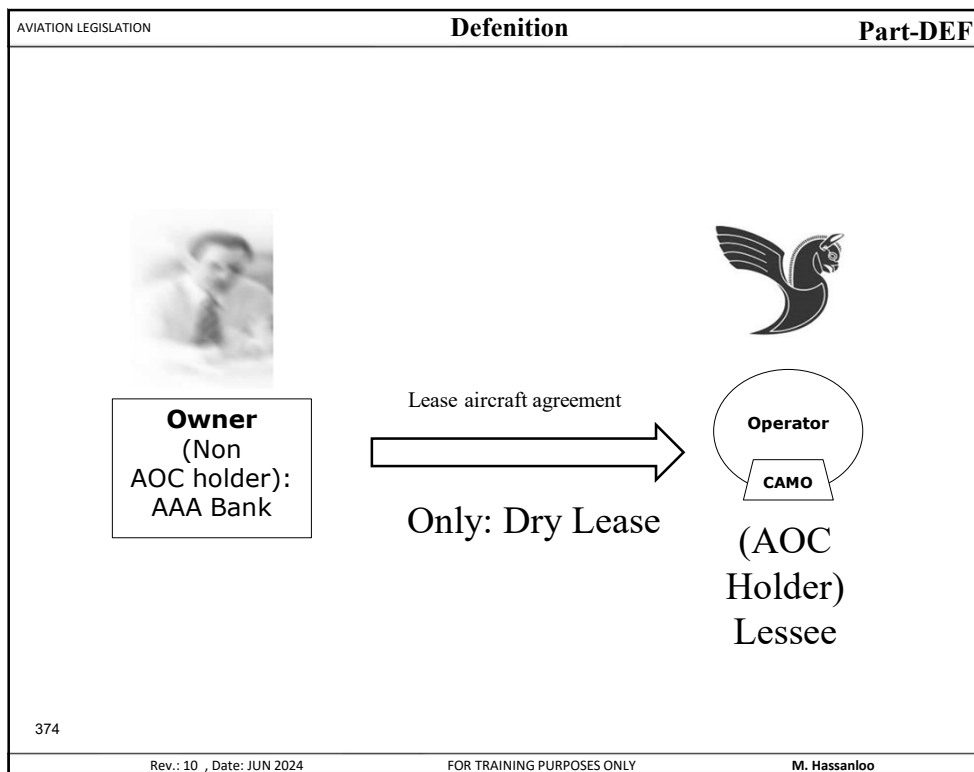 AVIATION LEGISLATION
Defenition
Part-DEF
Owner
(Non
AOC holder):
AAA Bank
Lease aircraft agreement
Only: Dry Lease
Operator
CAMO
(AOC
Holder)
Lessee
374
Rev.: 10 , Date: JUN 2024
FOR TRAINING PURPOSES ONLY
M. Hassanloo